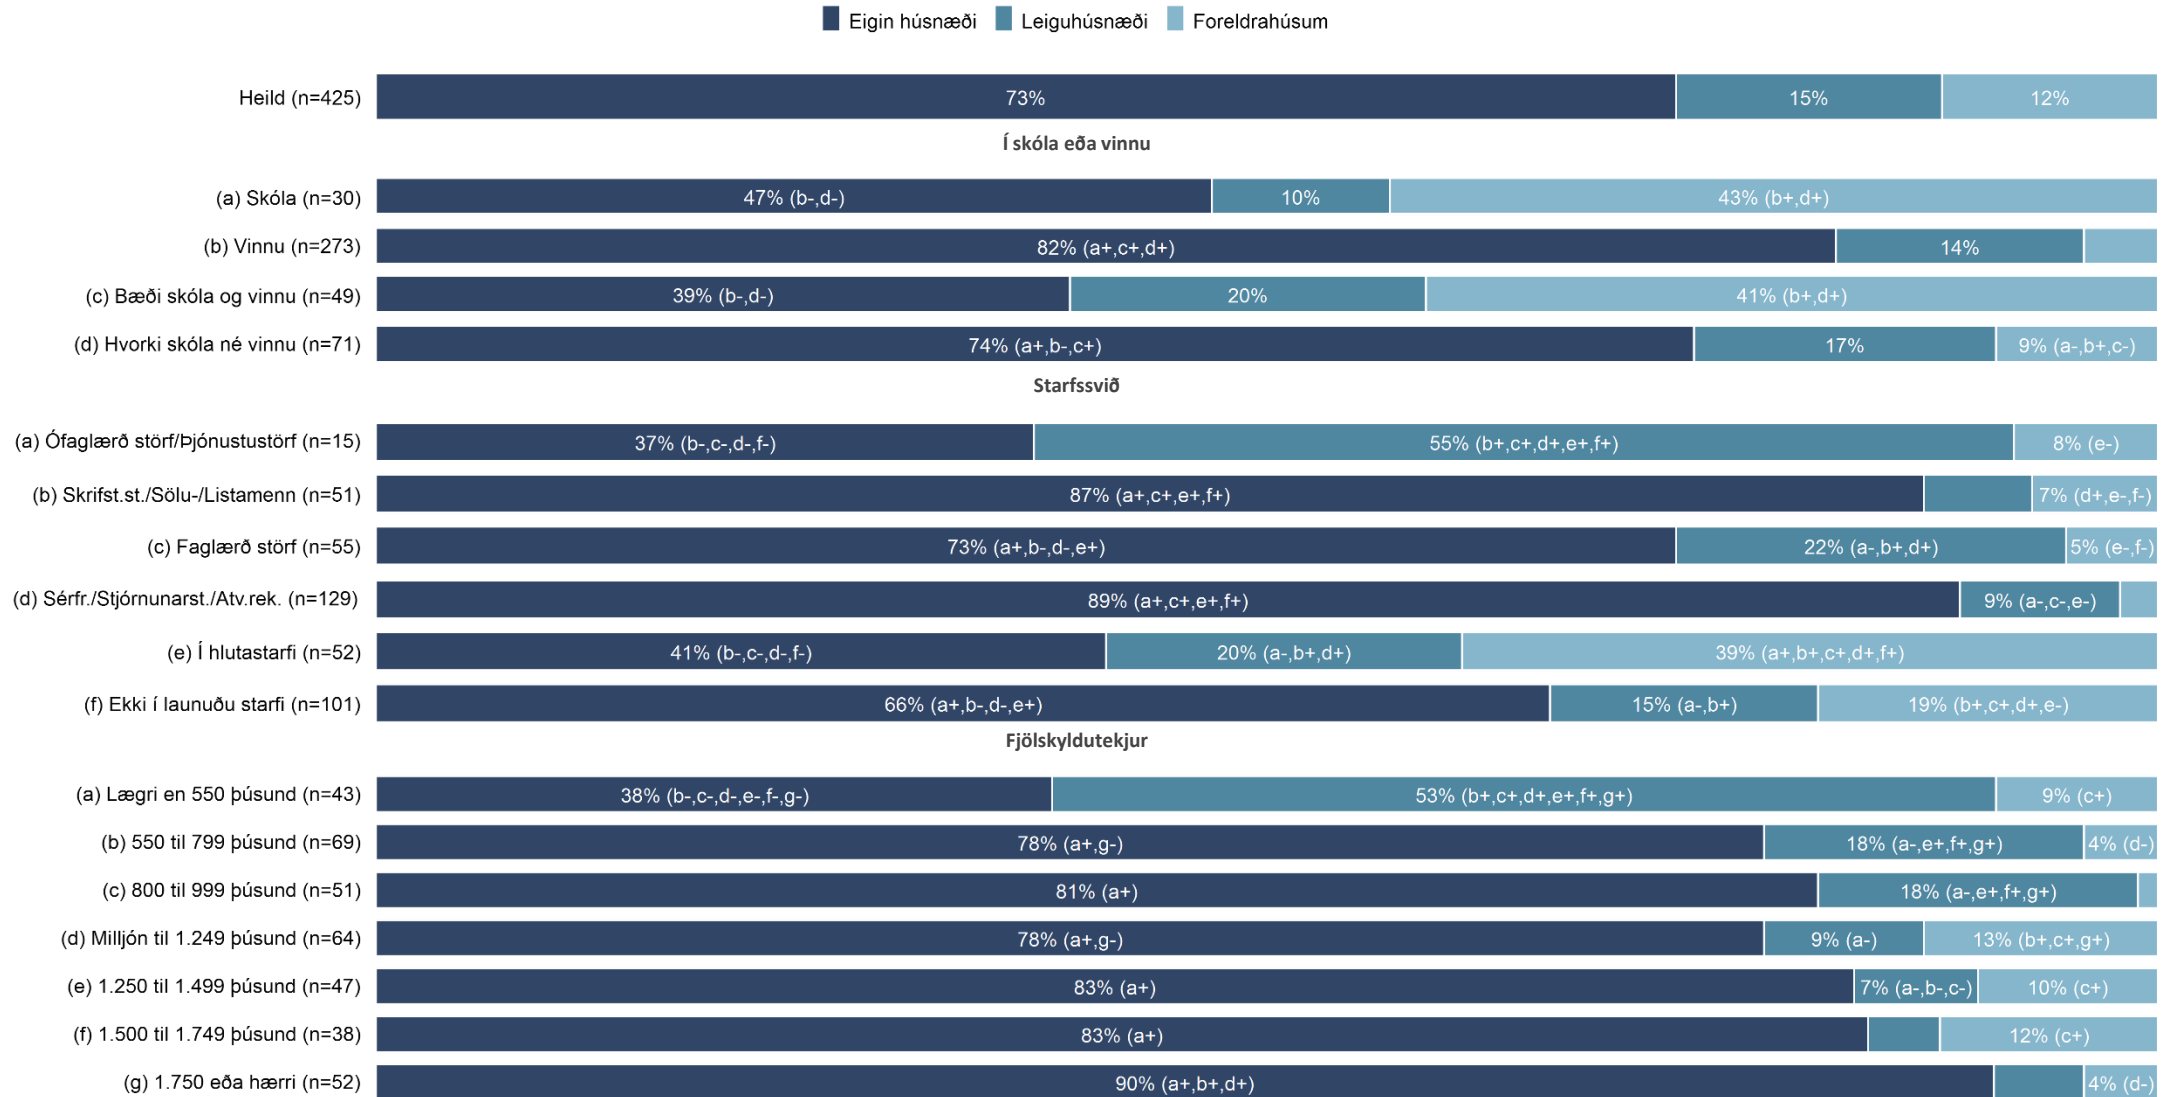 Eigin húsnæði Leiguhúsnæði Foreldrahúsum
Heild (n=425) 73% 15% 12%
Í skóla eða vinnu
(a) Skóla (n=30) 47% (b-,d-) 10% 43% (b+,d+)
(b) Vinnu (n=273) 82% (a+,c+,d+) 14%
(c) Bæði skóla og vinnu (n=49) 39% (b-,d-) 20% 41% (b+,d+)
(d) Hvorki skóla né vinnu (n=71) 74% (a+,b-,c+) 17% 9% (a-,b+,c-)
Starfssvið
(a) Ófaglærð störf/Þjónustustörf (n=15) 37% (b-,c-,d-,f-) 55% (b+,c+,d+,e+,f+) 8% (e-)
(b) Skrifst.st./Sölu-/Listamenn (n=51) 87% (a+,c+,e+,f+) 7% (d+,e-,f-)
(c) Faglærð störf (n=55) 73% (a+,b-,d-,e+) 22% (a-,b+,d+) 5% (e-,f-)
(d) Sérfr./Stjórnunarst./Atv.rek. (n=129) 89% (a+,c+,e+,f+) 9% (a-,c-,e-)
(e) Í hlutastarfi (n=52) 41% (b-,c-,d-,f-) 20% (a-,b+,d+) 39% (a+,b+,c+,d+,f+)
(f) Ekki í launuðu starfi (n=101) 66% (a+,b-,d-,e+) 15% (a-,b+) 19% (b+,c+,d+,e-)
Fjölskyldutekjur
(a) Lægri en 550 þúsund (n=43) 38% (b-,c-,d-,e-,f-,g-) 53% (b+,c+,d+,e+,f+,g+) 9% (c+)
(b) 550 til 799 þúsund (n=69) 78% (a+,g-) 18% (a-,e+,f+,g+) 4% (d-)
(c) 800 til 999 þúsund (n=51) 81% (a+) 18% (a-,e+,f+,g+)
(d) Milljón til 1.249 þúsund (n=64) 78% (a+,g-) 9% (a-) 13% (b+,c+,g+)
(e) 1.250 til 1.499 þúsund (n=47) 83% (a+) 7% (a-,b-,c-) 10% (c+)
(f) 1.500 til 1.749 þúsund (n=38) 83% (a+) 12% (c+)
(g) 1.750 eða hærri (n=52) 90% (a+,b+,d+) 4% (d-)